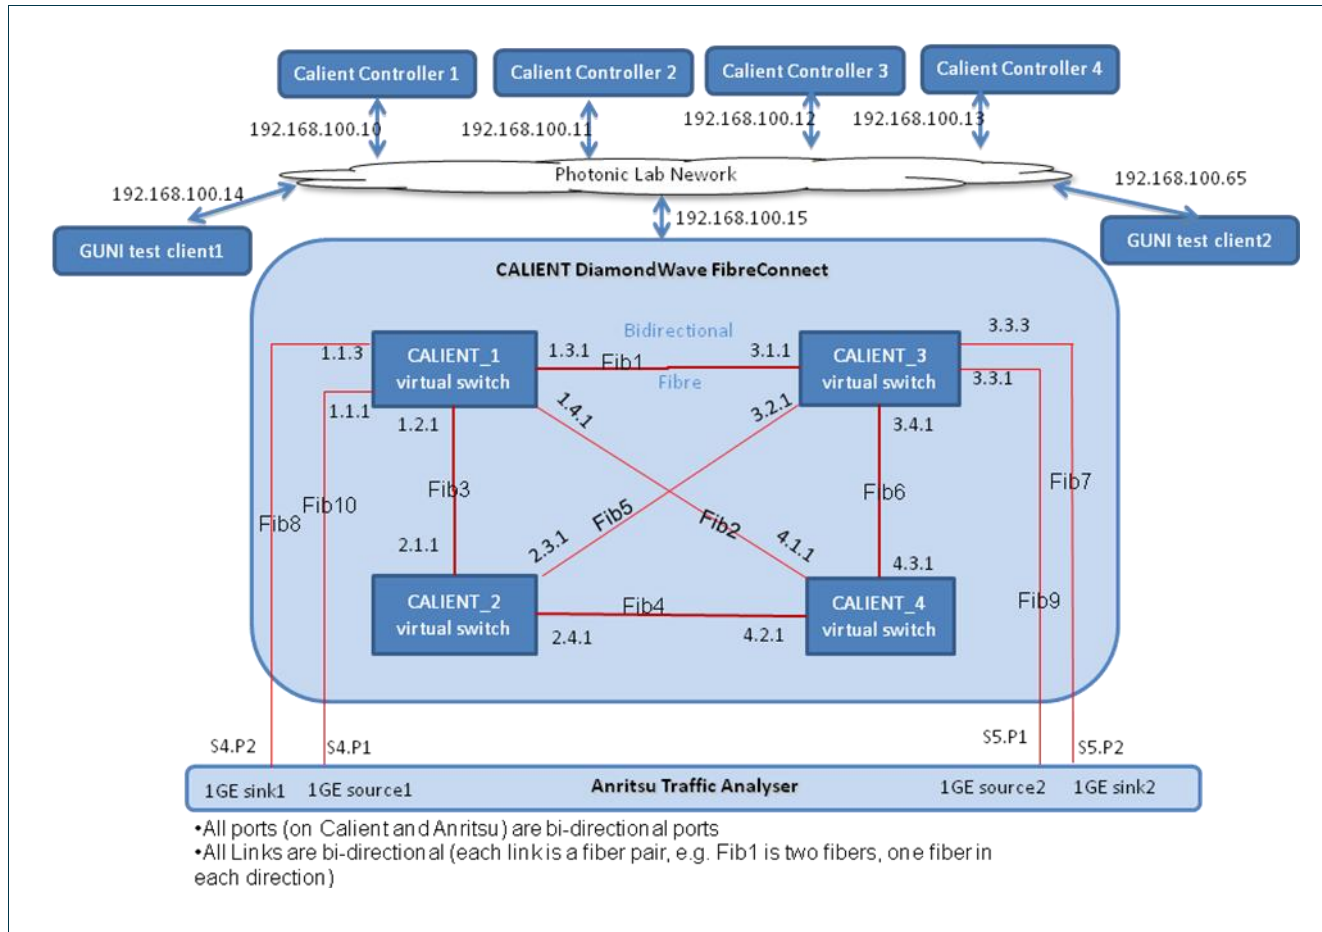 Calient Controller 1
Calient Controller 2
Calient Controller 3
Calient Controller 4
192.168.100.10
192.168.100.11
192.168.100.12
192.168.100.13
Photonic Lab Nework
192.168.100.14
192.168.100.65
192.168.100.15
GUNI test client1
GUNI test client2
CALIENT DiamondWave FibreConnect
CALIENT_1
virtual switch
CALIENT_3
virtual switch
Bidirectional
Fibre
1.1.3
1.3.1
Fib1
3.1.1
3.3.3
3.3.1
1.1.1
1.2.1
1.4.1
3.2.1
3.4.1
Fib8
Fib10
Fib3
Fib5
Fib2
Fib6
Fib7
Fib9
2.1.1
2.3.1
4.1.1
4.3.1
CALIENT_2
virtual switch
CALIENT_4
virtual switch
Fib4
2.4.1
4.2.1
S4.P2
S4.P1
S5.P1
S5.P2
1GE sink1
1GE source1
Anritsu Traffic Analyser
1GE source2
1GE sink2
•All ports (on Calient and Anritsu) are bi-directional ports
•All Links are bi-directional (each link is a fiber pair, e.g. Fib1 is two fibers, one fiber in
each direction)